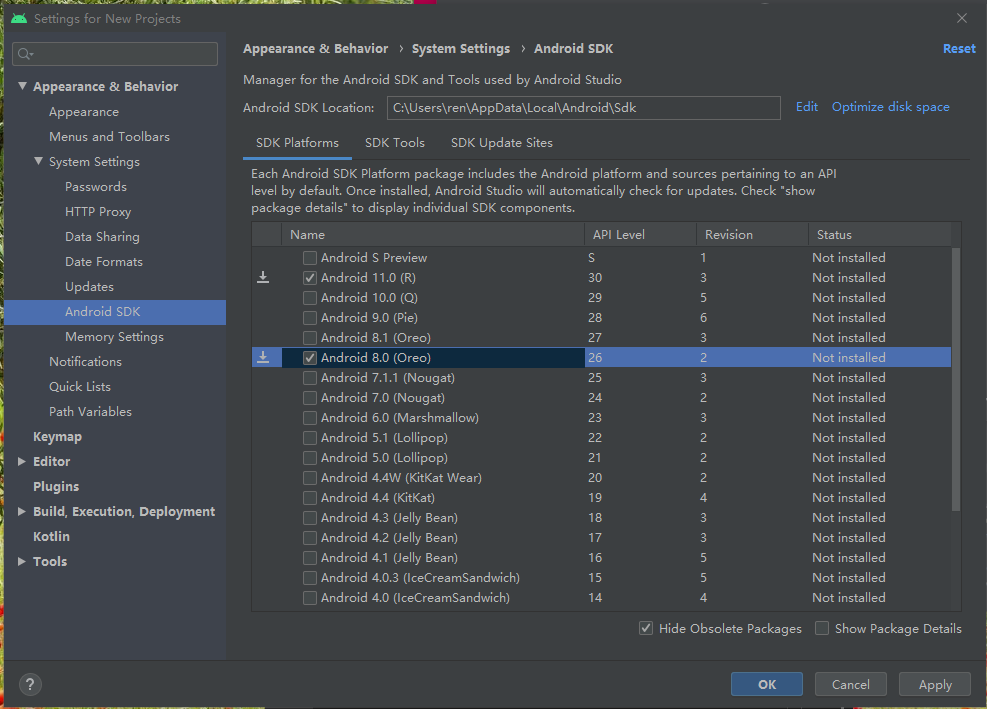 Settings for New Projects
Appearance & Behavior
Appearance
Menus and Toolbars
System Settings
Passwords
HTTP Proxy
Data Sharing
Date Formats
Updates
Android SDK
Memory Settings
Notifications
Quick Lists
Path Variables
Keymap
Editor
Plugins
Build, Execution, Deployment
Kotlin
Tools
Appearance & Behavior › System Settings › Android SDK Reset
Manager for the Android SDK and Tools used by Android Studio
Android SDK Location: C:\Users\ren\AppData\Local\Android\Sdk Edit Optimize disk space
SDK Platforms SDK Tools SDK Update Sites
Each Android SDK Platform package includes the Android platform and sources pertaining to an API
level by default. Once installed, Android Studio will automatically check for updates. Check "show
package details" to display individual SDK components.
Name API Level Revision Status
Android S Preview S 1 Not installed
Android 11.0 (R) 30 3 Not installed
Android 10.0 (Q) 29 5 Not installed
Android 9.0 (Pie) 28 6 Not installed
Android 8.1 (Oreo) 27 3 Not installed
Android 8.0 (Oreo) 26 2 Not installed
Android 7.1.1 (Nougat) 25 3 Not installed
Android 7.0 (Nougat) 24 2 Not installed
Android 6.0 (Marshmallow) 23 3 Not installed
Android 5.1 (Lollipop) 22 2 Not installed
Android 5.0 (Lollipop) 21 2 Not installed
Android 4.4W (KitKat Wear) 20 2 Not installed
Android 4.4 (KitKat) 19 4 Not installed
Android 4.3 (Jelly Bean) 18 3 Not installed
Android 4.2 (Jelly Bean) 17 3 Not installed
Android 4.1 (Jelly Bean) 16 5 Not installed
Android 4.0.3 (IceCreamSandwich) 15 5 Not installed
Android 4.0 (IceCreamSandwich) 14 4 Not installed
Hide Obsolete Packages Show Package Details
? OK Cancel Apply